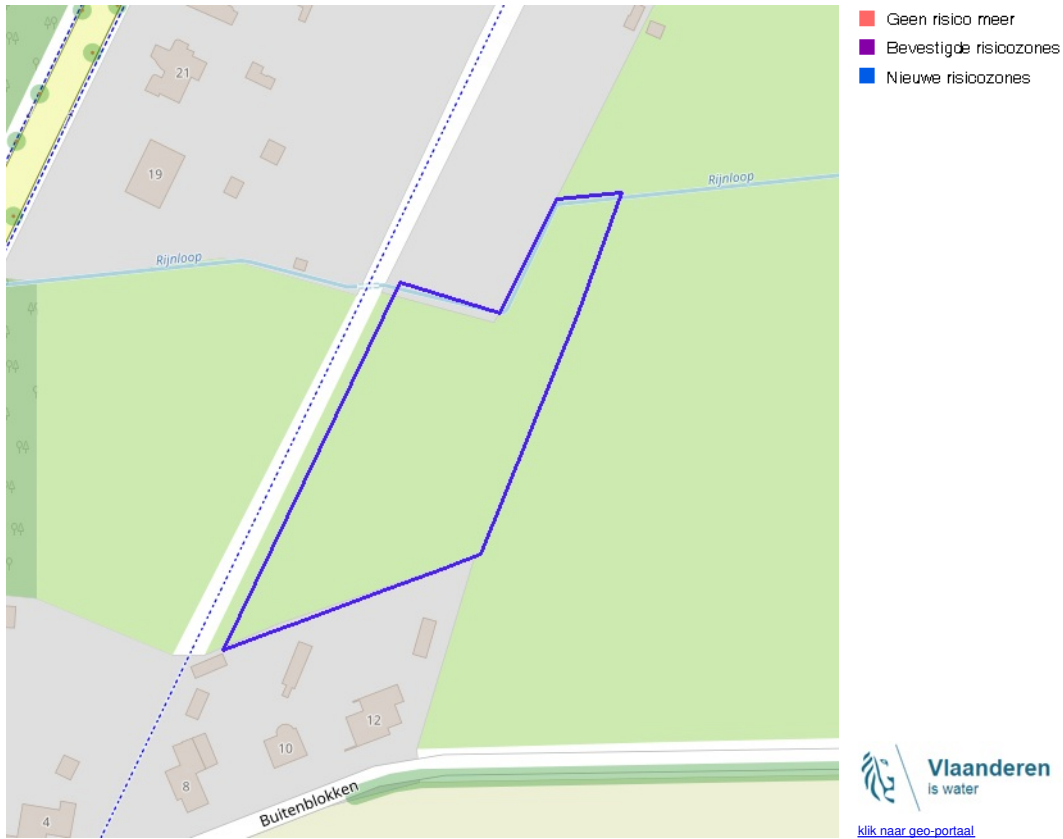 Geen risico meer
Bevestigde risicozones
Nieuwe risicozones
21
19
Rijnloop
Rijnloop
12
10
8
4
Buitenblokken
Vlaanderen
is water
klik naar geo-portaal